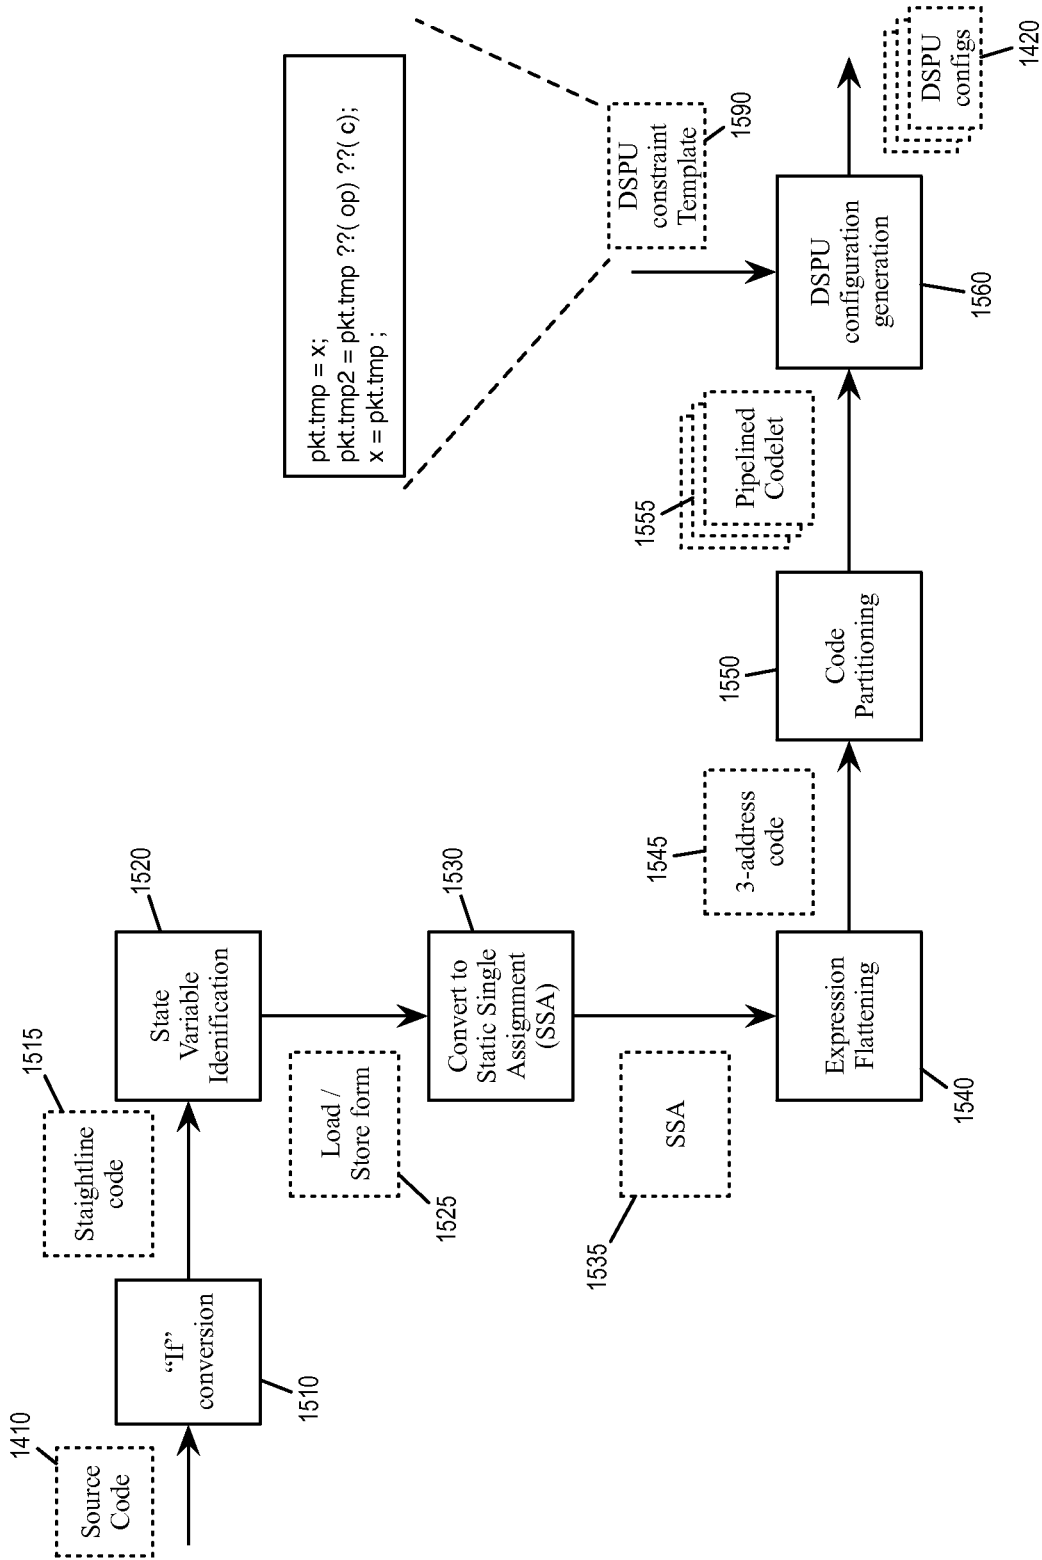 1410
Source
Code
"If"
conversion
1510
1515
Staightline
code
1520
State
Variable
Idenification
Load /
Store form
1525
1530
Convert to
Static Single
Assignment
(SSA)
SSA
1535
Expression
Flattening
1540
1545
3-address
code
1550
Code
Partitioning
1555
Pipelined
Codelet
pkt.tmp = x;
pkt.tmp2 = pkt.tmp ??( op) ??( c);
x = pkt.tmp ;
DSPU
constraint
Template
1590
DSPU
configuration
generation
1560
DSPU
configs
1420